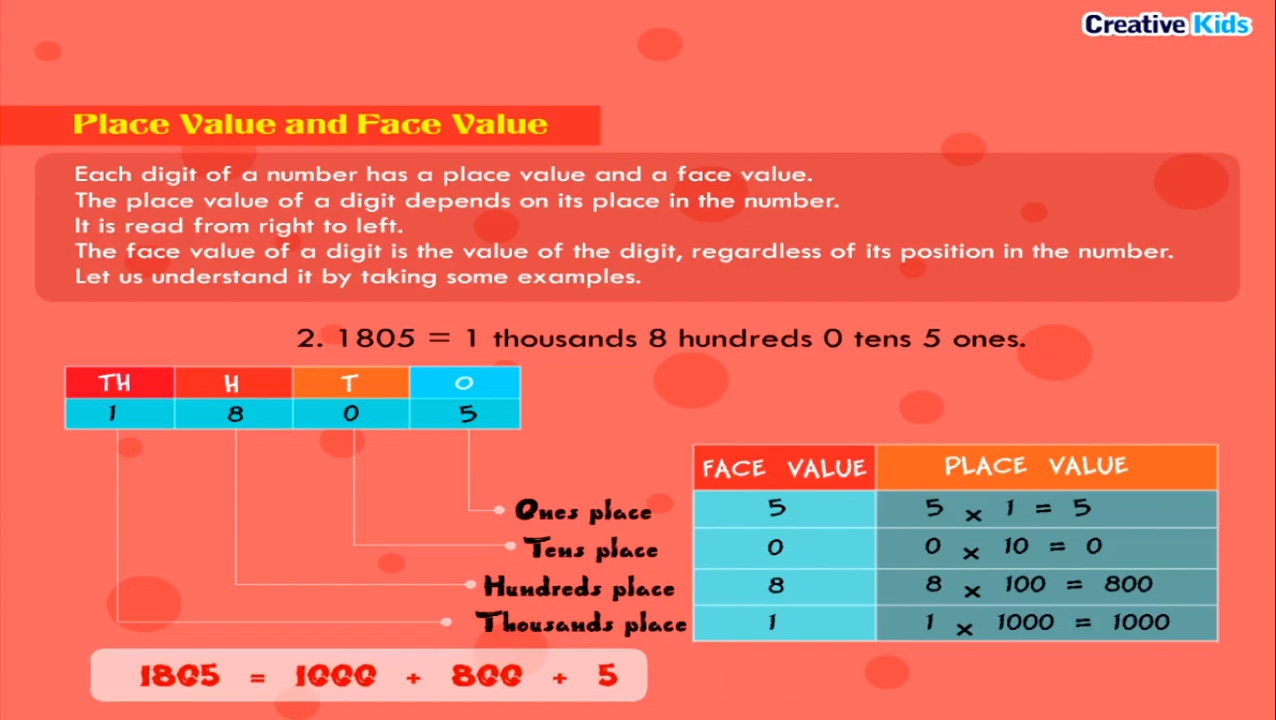 Creative Kids
Place Value and Face Value
Each digit of a number has a place value and a face value.
The place value of a digit depends on its place in the number.
It is read from right to left.
The face value of a digit is the value of the digit, regardless of its position in the number.
Let us understand it by taking some examples.
2. 1805 = 1 thousands 8 hundreds 0 tens 5 ones.
TH H T O
1 8 0 5
FACE VALUE PLACE VALUE
Ones place 5 5 × 1 = 5
Tens place 0 0 × 10 = 0
Hundreds place 8 8 × 100 = 800
Thousands place 1 1 × 1000 = 1000
1805 = 1000 + 800 + 5